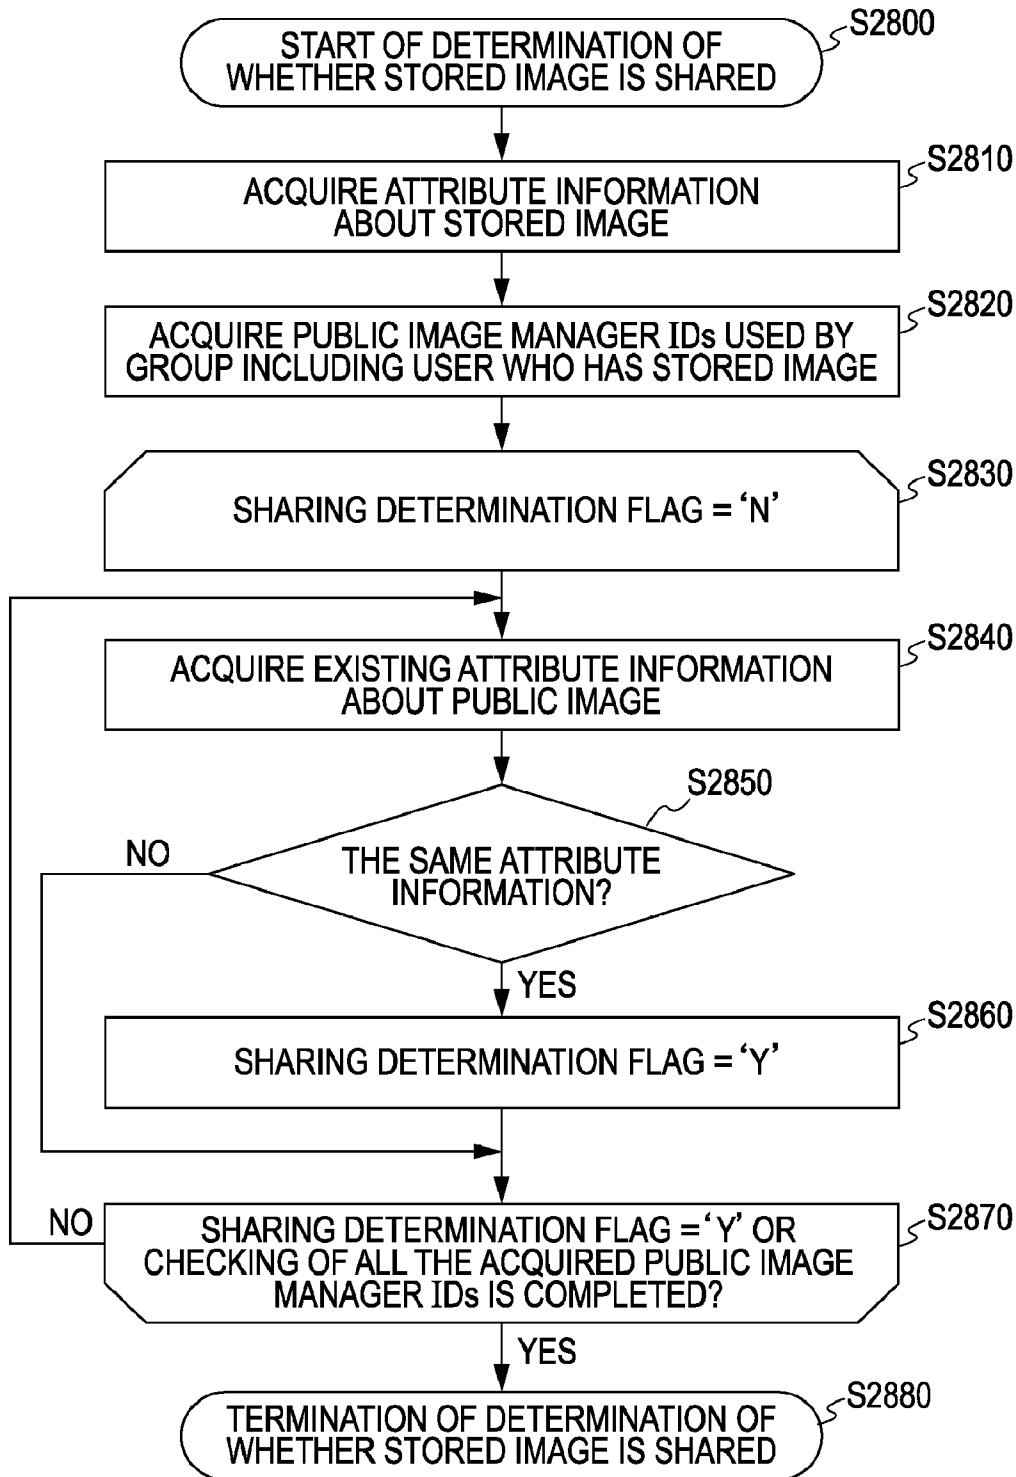 S2800
START OF DETERMINATION OF
WHETHER STORED IMAGE IS SHARED
S2810
ACQUIRE ATTRIBUTE INFORMATION
ABOUT STORED IMAGE
S2820
ACQUIRE PUBLIC IMAGE MANAGER IDs USED BY
GROUP INCLUDING USER WHO HAS STORED IMAGE
S2830
SHARING DETERMINATION FLAG = ‘N’
S2840
ACQUIRE EXISTING ATTRIBUTE INFORMATION
ABOUT PUBLIC IMAGE
S2850
NO
THE SAME ATTRIBUTE
INFORMATION?
YES
S2860
SHARING DETERMINATION FLAG = ‘Y’
S2870
NO
SHARING DETERMINATION FLAG = ‘Y’ OR
CHECKING OF ALL THE ACQUIRED PUBLIC IMAGE
MANAGER IDs IS COMPLETED?
YES
S2880
TERMINATION OF DETERMINATION OF
WHETHER STORED IMAGE IS SHARED